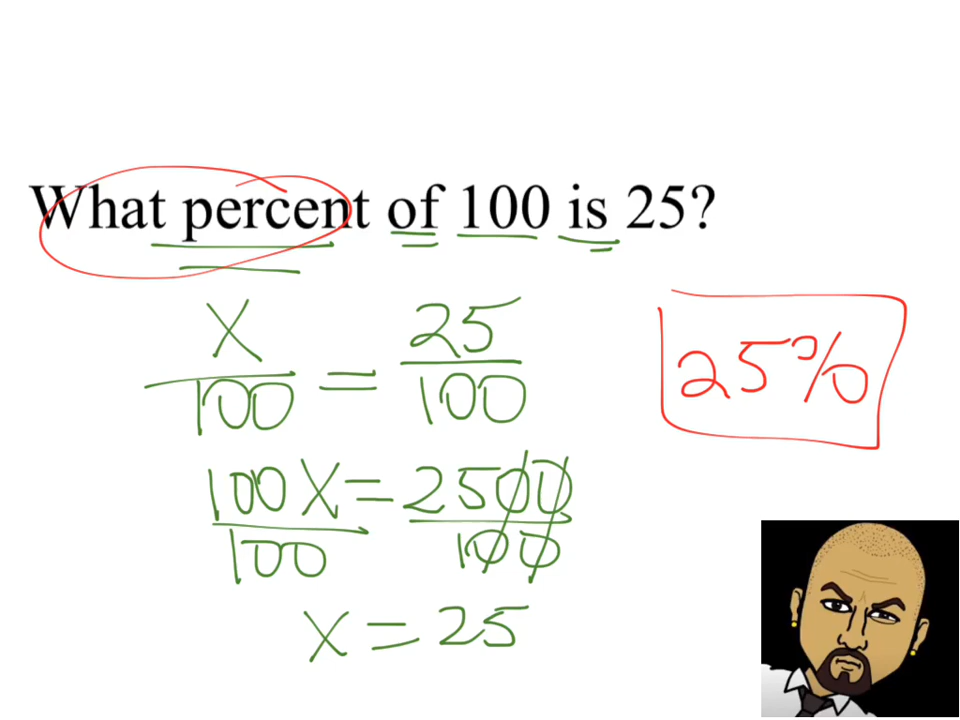 What percent of 100 is 25?
x/100 = 25/100
25%
100x/100 = 2500/100
x = 25